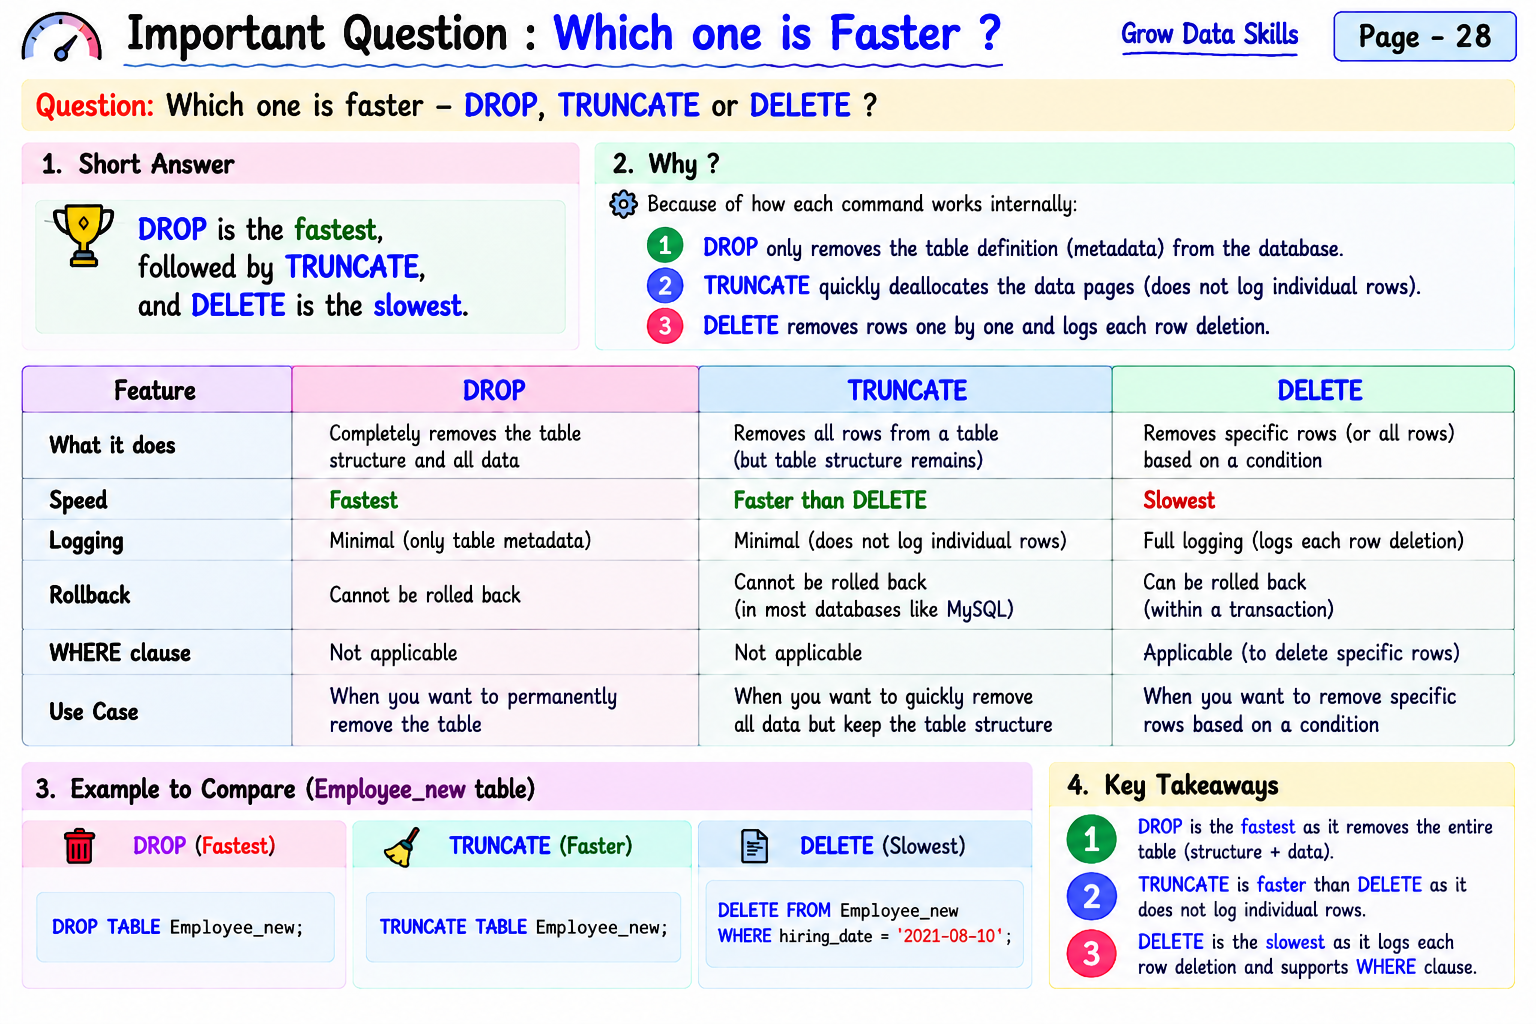 Important Question : Which one is Faster ?
Grow Data Skills
Page - 28
Question: Which one is faster – DROP, TRUNCATE or DELETE ?
1. Short Answer
DROP is the fastest,
followed by TRUNCATE,
and DELETE is the slowest.
2. Why ?
Because of how each command works internally:
1 DROP only removes the table definition (metadata) from the database.
2 TRUNCATE quickly deallocates the data pages (does not log individual rows).
3 DELETE removes rows one by one and logs each row deletion.
Feature DROP TRUNCATE DELETE
What it does
Completely removes the table
structure and all data
Removes all rows from a table
(but table structure remains)
Removes specific rows (or all rows)
based on a condition
Speed Fastest Faster than DELETE Slowest
Logging Minimal (only table metadata) Minimal (does not log individual rows) Full logging (logs each row deletion)
Rollback
Cannot be rolled back
Cannot be rolled back
(in most databases like MySQL)
Can be rolled back
(within a transaction)
WHERE clause Not applicable Not applicable Applicable (to delete specific rows)
Use Case
When you want to permanently
remove the table
When you want to quickly remove
all data but keep the table structure
When you want to remove specific
rows based on a condition
3. Example to Compare (Employee_new table)
DROP (Fastest)
DROP TABLE Employee_new;
TRUNCATE (Faster)
TRUNCATE TABLE Employee_new;
DELETE (Slowest)
DELETE FROM Employee_new
WHERE hiring_date = '2021-08-10';
4. Key Takeaways
1 DROP is the fastest as it removes the entire
table (structure + data).
2 TRUNCATE is faster than DELETE as it
does not log individual rows.
3 DELETE is the slowest as it logs each
row deletion and supports WHERE clause.